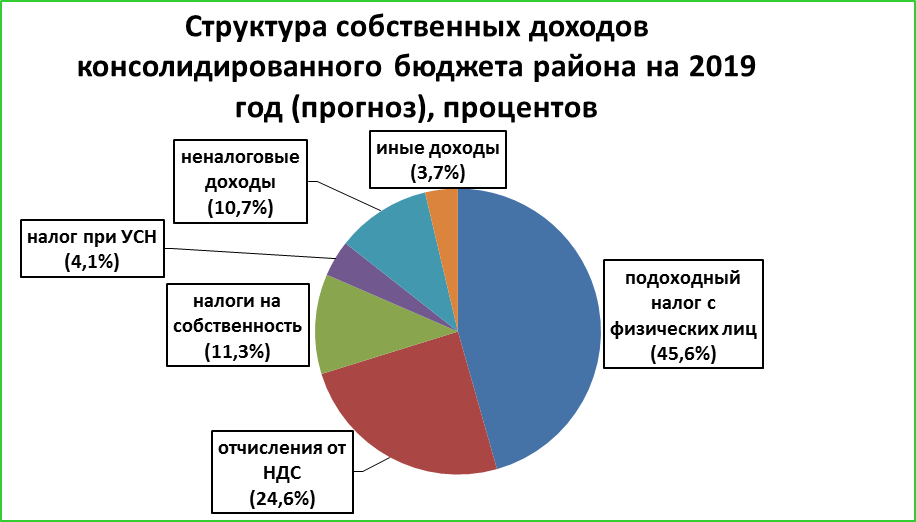 Структура собственных доходов
консолидированного бюджета района на 2019
год (прогноз), процентов
иные доходы
(3,7%)
неналоговые
доходы
(10,7%)
налог при УСН
(4,1%)
налоги на
собственность
(11,3%)
подоходный
налог с
физических лиц
(45,6%)
отчисления от
НДС
(24,6%)